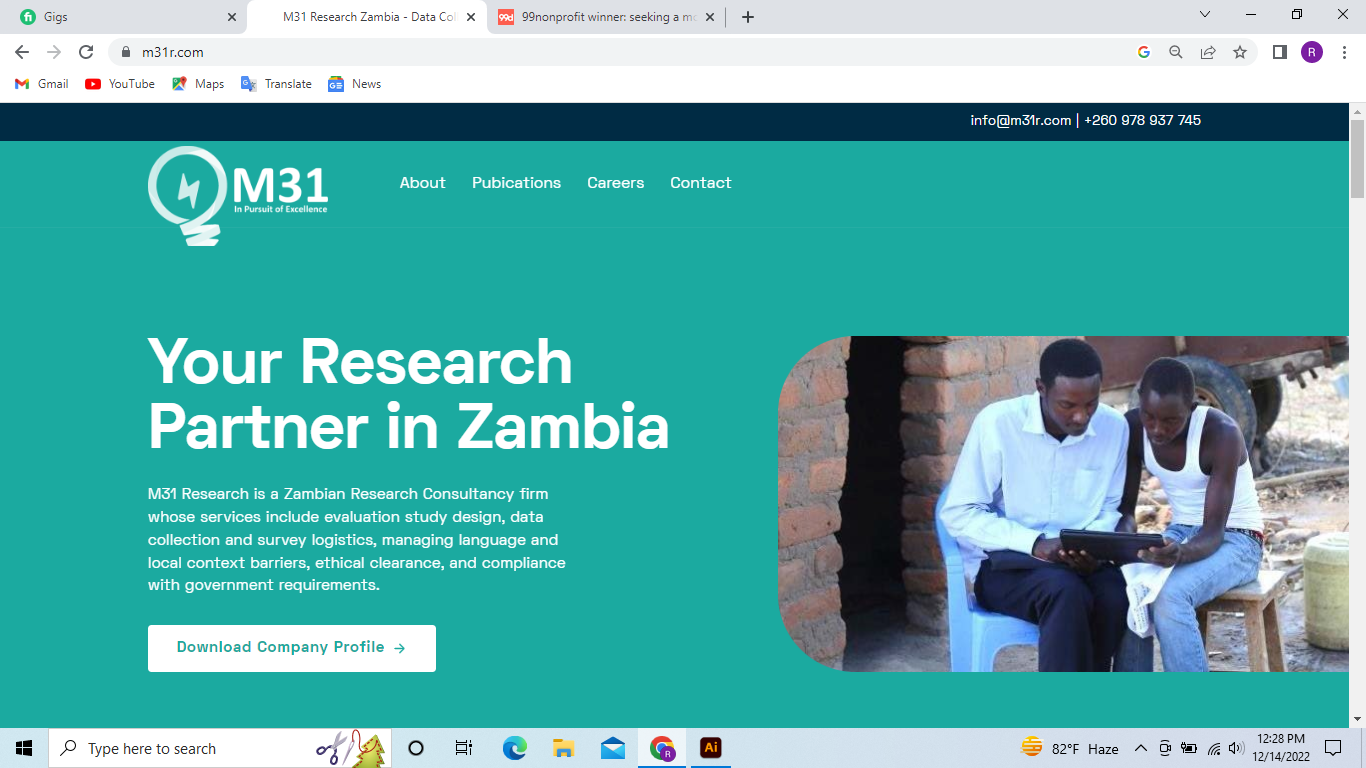 Gigs
M31 Research Zambia - Data Col
99nonprofit winner: seeking a mo
m31r.com
R
Gmail
YouTube
Maps
Translate
News
info@m31r.com | +260 978 937 745
M31
In Pursuit of Excellence
About
Pubications
Careers
Contact
Your Research
Partner in Zambia
M31 Research is a Zambian Research Consultancy firm
whose services include evaluation study design, data
collection and survey logistics, managing language and
local context barriers, ethical clearance, and compliance
with government requirements.
Download Company Profile →
Type here to search
R
Ai
82°F Haze
12:28 PM
12/14/2022